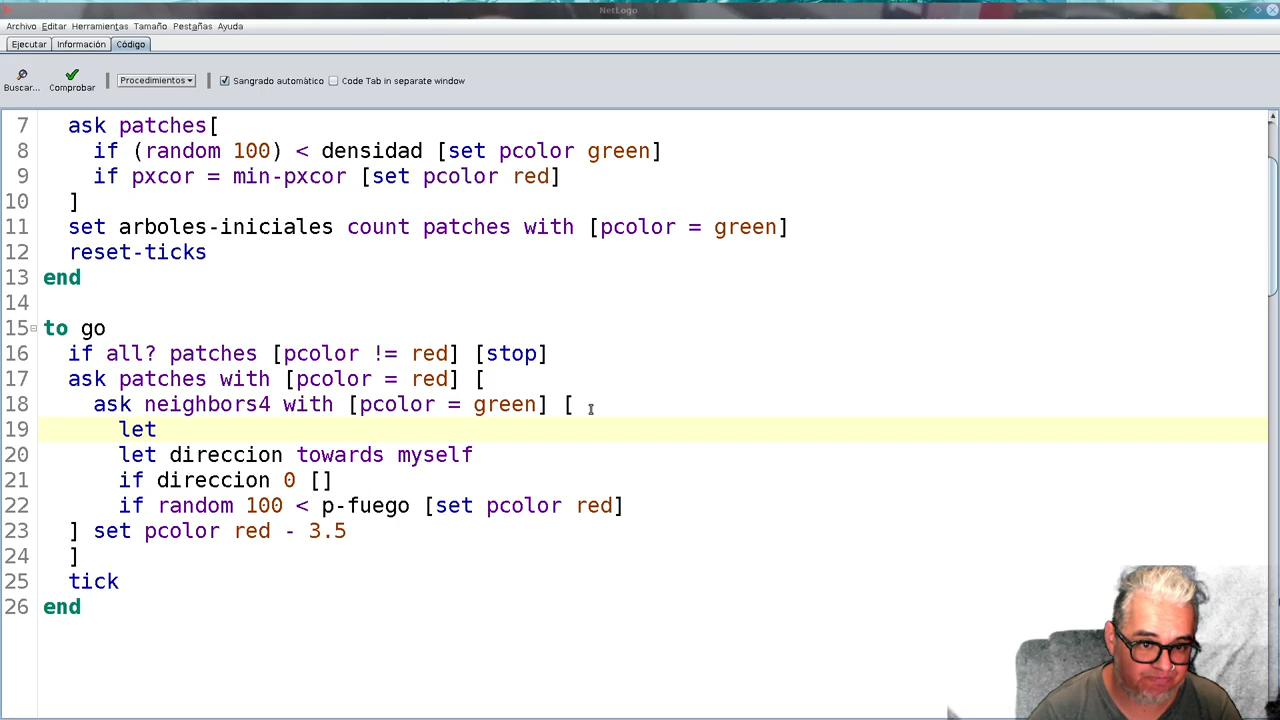 NetLogo
Archivo Editar Herramientas Tamaño Pestañas Ayuda
Ejecutar Información Código
Buscar... Comprobar Procedimientos Sangrado automático Code Tab in separate window
7 ask patches[
8 if (random 100) < densidad [set pcolor green]
9 if pxcor = min-pxcor [set pcolor red]
10 ]
11 set arboles-iniciales count patches with [pcolor = green]
12 reset-ticks
13 end
14
15 to go
16 if all? patches [pcolor != red] [stop]
17 ask patches with [pcolor = red] [
18 ask neighbors4 with [pcolor = green] [
19 let
20 let direccion towards myself
21 if direccion 0 []
22 if random 100 < p-fuego [set pcolor red]
23 ] set pcolor red - 3.5
24 ]
25 tick
26 end